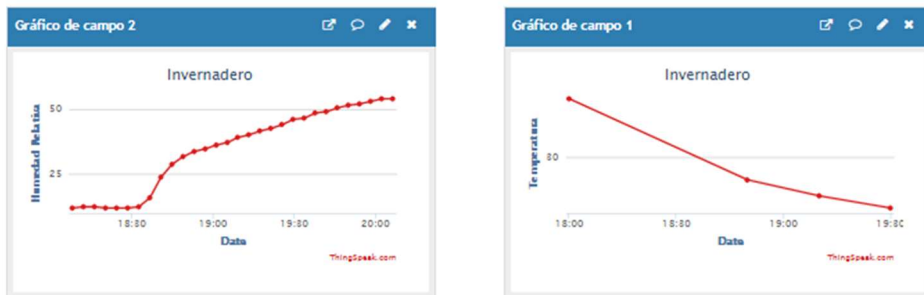 Gráfico de campo 2
Invernadero
Humedad Relativa
50
25
18:30
19:00
19:30
20:00
Date
ThingSpeak.com
Gráfico de campo 1
Invernadero
Temperatura
30
18:00
18:30
19:00
19:30
Date
ThingSpeak.com